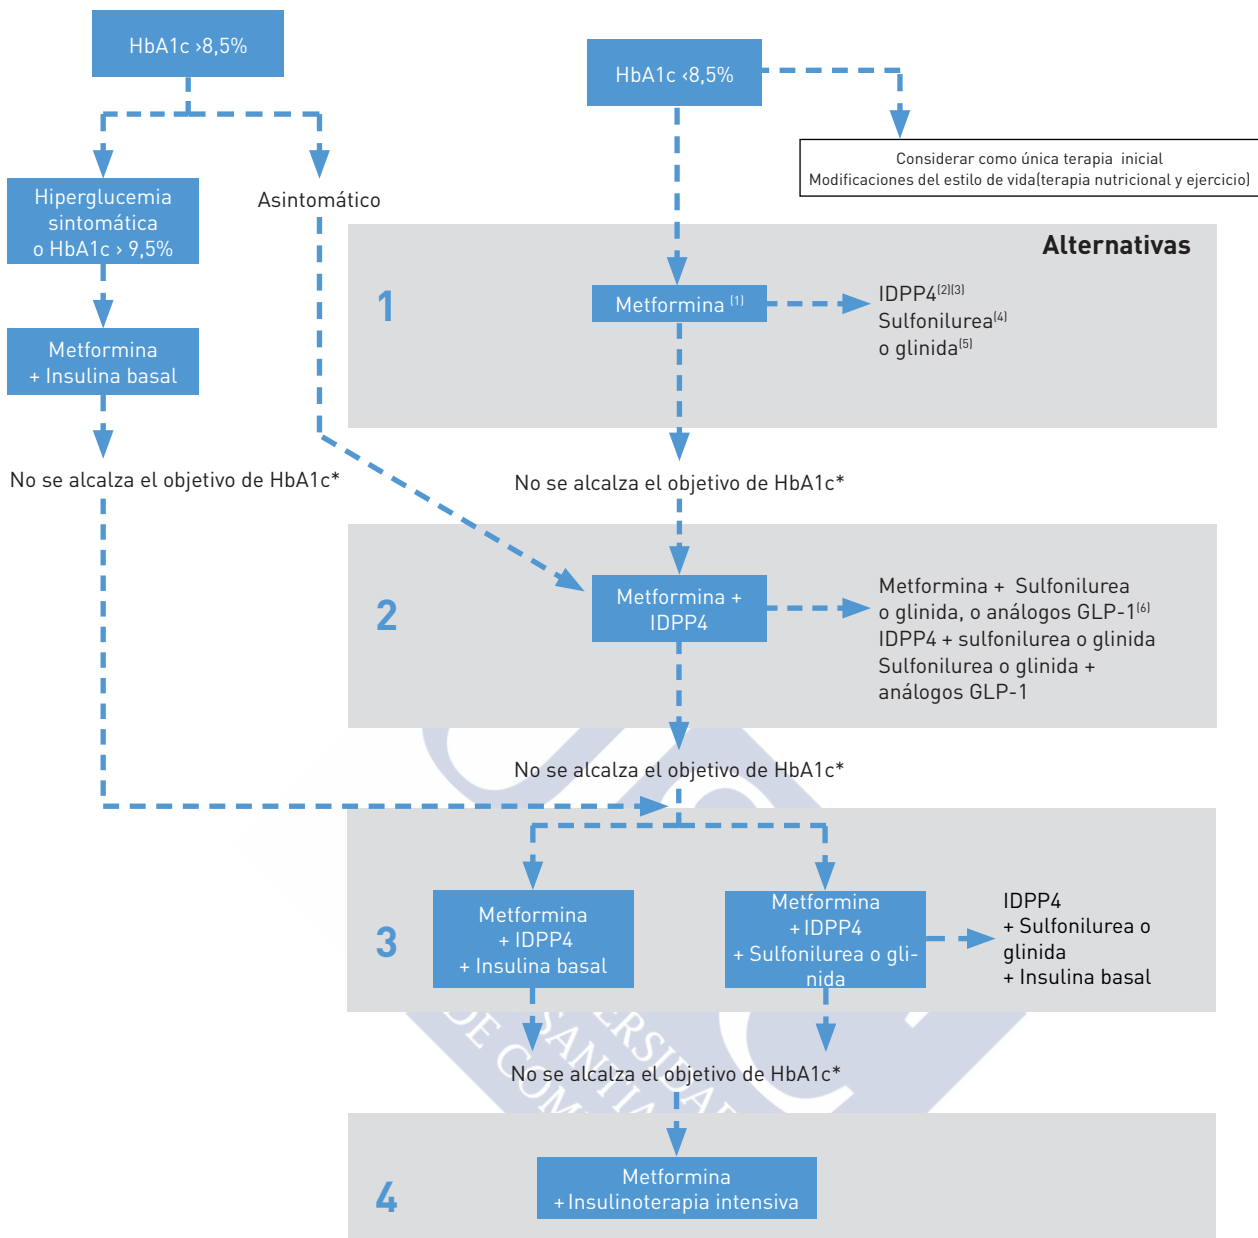 HbA1c ›8,5%
HbA1c ‹8,5%
Considerar como única terapia inicial
Modificaciones del estilo de vida(terapia nutricional y ejercicio)
Hiperglucemia
sintomática
o HbA1c › 9,5%
Asintomático
Alternativas
1
Metformina (1)
IDPP4(2)(3)
Sulfonilurea(4)
o glinida(5)
Metformina
+ Insulina basal
No se alcalza el objetivo de HbA1c*
No se alcalza el objetivo de HbA1c*
2
Metformina +
IDPP4
Metformina + Sulfonilurea
o glinida, o análogos GLP-1(6)
IDPP4 + sulfonilurea o glinida
Sulfonilurea o glinida +
análogos GLP-1
No se alcalza el objetivo de HbA1c*
3
Metformina
+ IDPP4
+ Insulina basal
Metformina
+IDPP4
+ Sulfonilurea o gli-
nida
IDPP4
+ Sulfonilurea o
glinida
+ Insulina basal
No se alcalza el objetivo de HbA1c*
4
Metformina
+Insulinoterapia intensiva